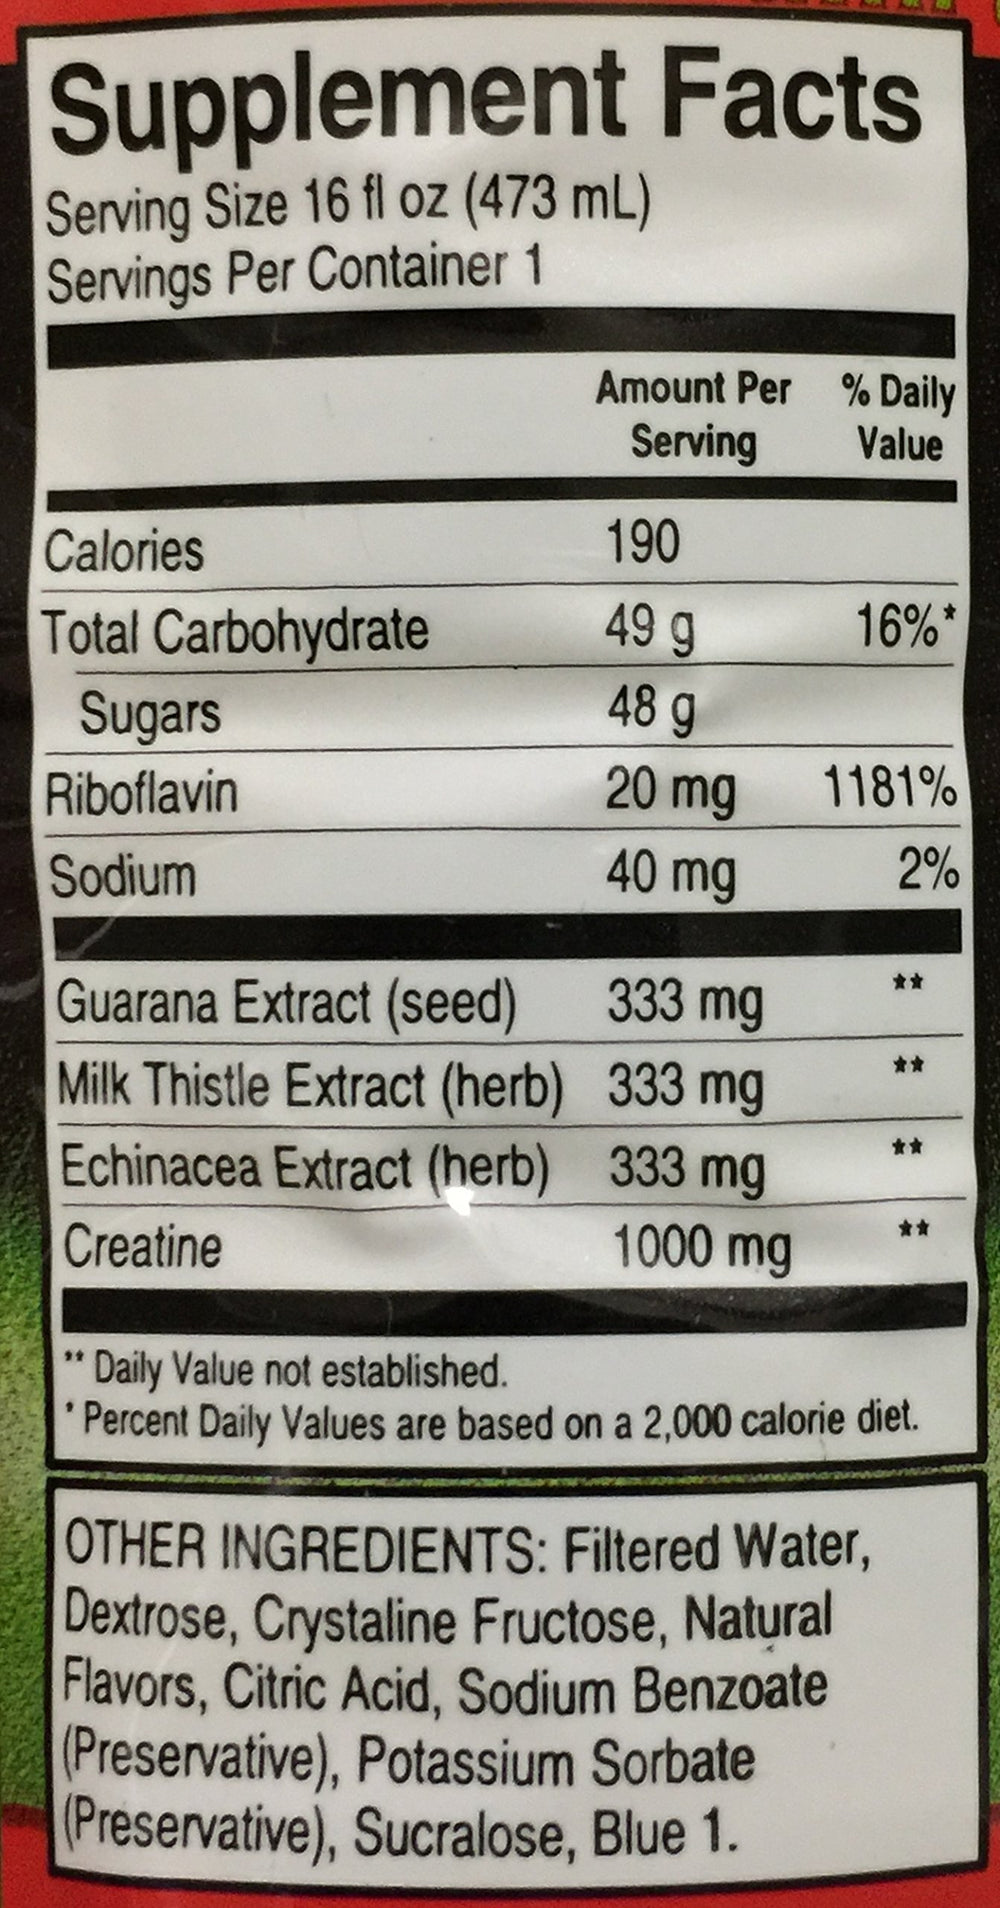 Supplement Facts
Serving Size 16 fl oz (473 mL)
Servings Per Container 1
Amount Per Serving % Daily Value
Calories 190
Total Carbohydrate 49 g 16%*
Sugars 48 g
Riboflavin 20 mg 1181%
Sodium 40 mg 2%
Guarana Extract (seed) 333 mg **
Milk Thistle Extract (herb) 333 mg **
Echinacea Extract (herb) 333 mg **
Creatine 1000 mg **
** Daily Value not established.
* Percent Daily Values are based on a 2,000 calorie diet.
OTHER INGREDIENTS: Filtered Water,
Dextrose, Crystaline Fructose, Natural
Flavors, Citric Acid, Sodium Benzoate
(Preservative), Potassium Sorbate
(Preservative), Sucralose, Blue 1.